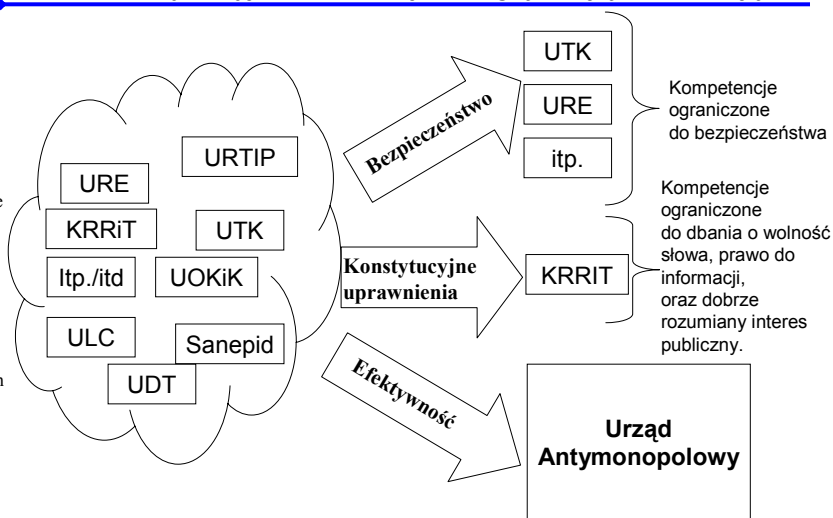 URTIP
URE
KRRiT
UTK
Itp./itd
UOKiK
ULC
Sanepid
UDT
Bezpieczeństwo
Konstytucyjne
uprawnienia
Efektywność
UTK
URE
itp.
Kompetencje
ograniczone
do bezpieczeństwa
KRRIT
Kompetencje
ograniczone
do dbania o wolność
słowa, prawo do
informacji,
oraz dobrze
rozumiany interes
publiczny.
Urząd
Antymonopolowy